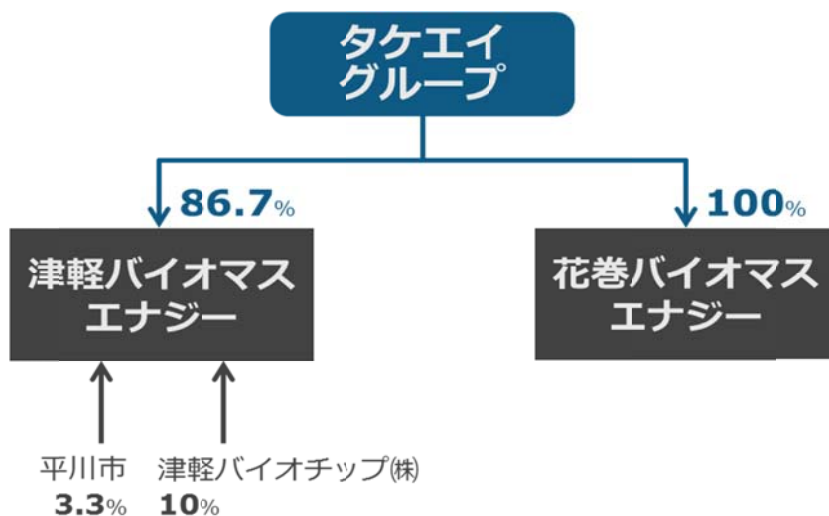 タケエイ
グループ
86.7%
100%
津軽バイオマス
エナジー
花巻バイオマス
エナジー
平川市
3.3%
津軽バイオチップ㈱
10%